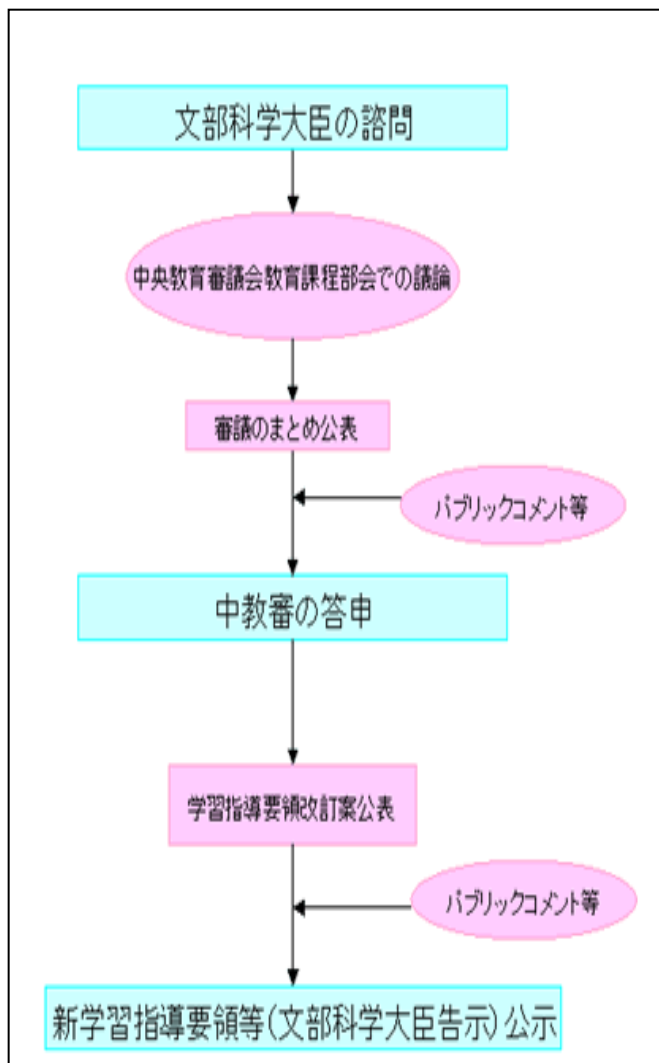 文部科学大臣の諮問
中央教育審議会教育課程部会での議論
審議のまとめ公表
パブリックコメント等
中教審の答申
学習指導要領改訂案公表
パブリックコメント等
新学習指導要領等(文部科学大臣告示)公示